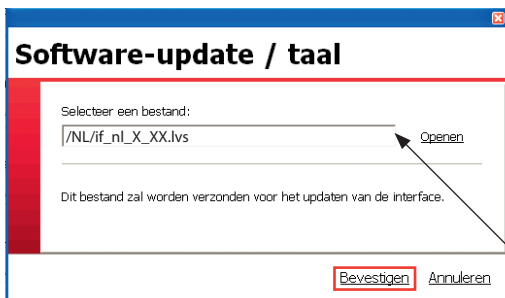 Software-update / taal
Selecteer een bestand:
/NL/if_nl_X_XX.lvs
Openen
Dit bestand zal worden verzonden voor het updaten van de interface.
Bevestigen
Annuleren